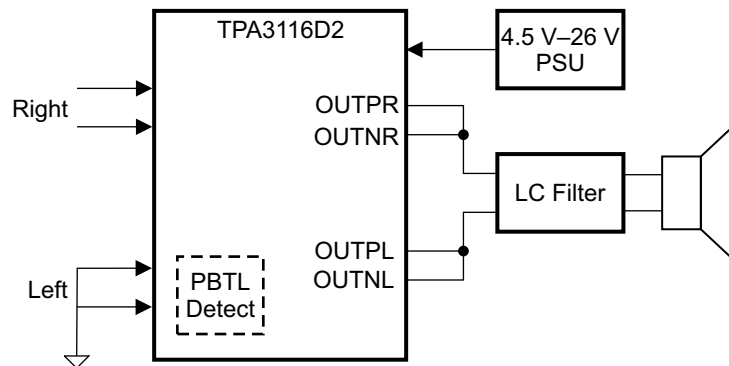 TPA3116D2
4.5 V–26 V
PSU
Right
OUTPR
OUTNR
LC Filter
OUTPL
OUTNL
Left
PBTL
Detect